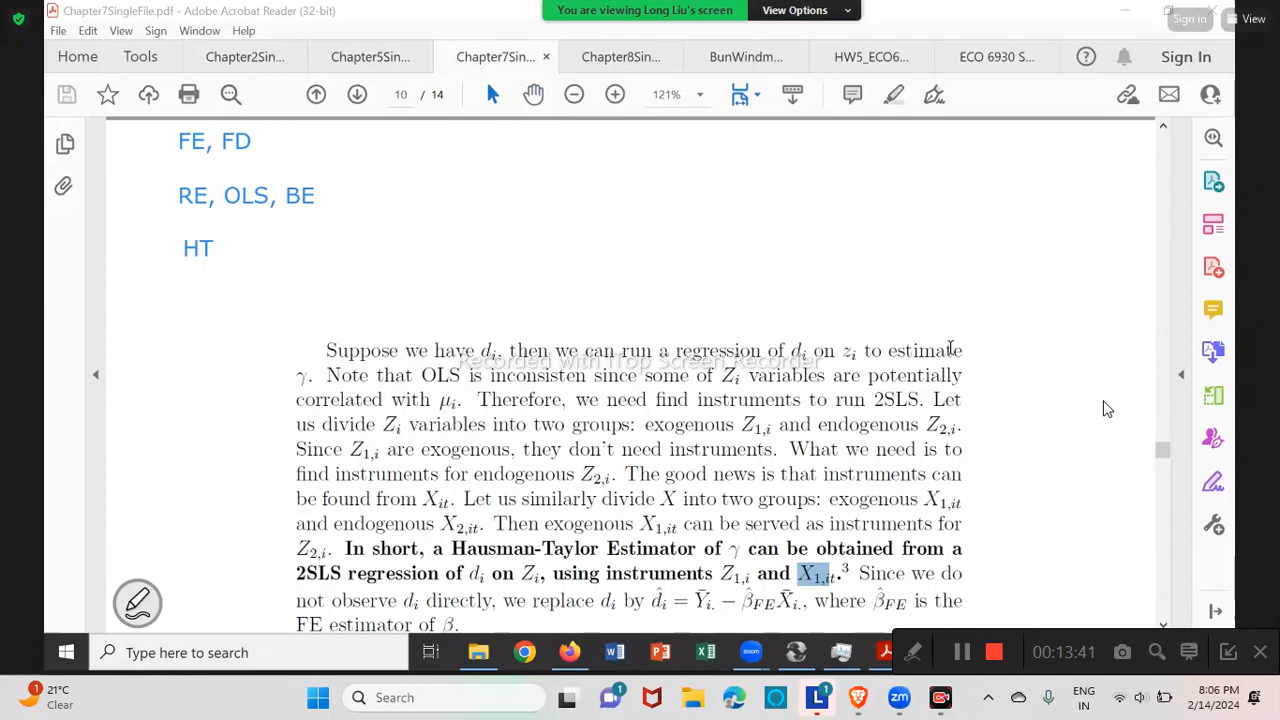 Chapter7SingleFile.pdf - Adobe Acrobat Reader (32-bit)
You are viewing Long Liu's screen
View Options
Sign in
View
File Edit View Sign Window Help
Home
Tools
Chapter2Sin...
Chapter5Sin...
Chapter7Sin... ×
Chapter8Sin...
BunWindm...
HW5_ECO6...
ECO 6930 S...
Sign In
10 / 14
121%
FE, FD
RE, OLS, BE
HT
Recorded with iTop Screen Recorder
Suppose we have dᵢ, then we can run a regression of dᵢ on zᵢ to estimate
γ. Note that OLS is inconsisten since some of Zᵢ variables are potentially
correlated with μᵢ. Therefore, we need find instruments to run 2SLS. Let
us divide Zᵢ variables into two groups: exogenous Z₁,ᵢ and endogenous Z₂,ᵢ.
Since Z₁,ᵢ are exogenous, they don't need instruments. What we need is to
find instruments for endogenous Z₂,ᵢ. The good news is that instruments can
be found from Xᵢₜ. Let us similarly divide X into two groups: exogenous X₁,ᵢₜ
and endogenous X₂,ᵢₜ. Then exogenous X₁,ᵢₜ can be served as instruments for
Z₂,ᵢ. In short, a Hausman-Taylor Estimator of γ can be obtained from a
2SLS regression of dᵢ on Zᵢ, using instruments Z₁,ᵢ and X₁,ᵢₜ.³ Since we do
not observe dᵢ directly, we replace dᵢ by d̂ᵢ = Ȳᵢ. − β̂FE X̄ᵢ., where β̂FE is the
FE estimator of β.
Type here to search
00:13:41
21°C
Clear
Search
ENG
IN
8:06 PM
2/14/2024